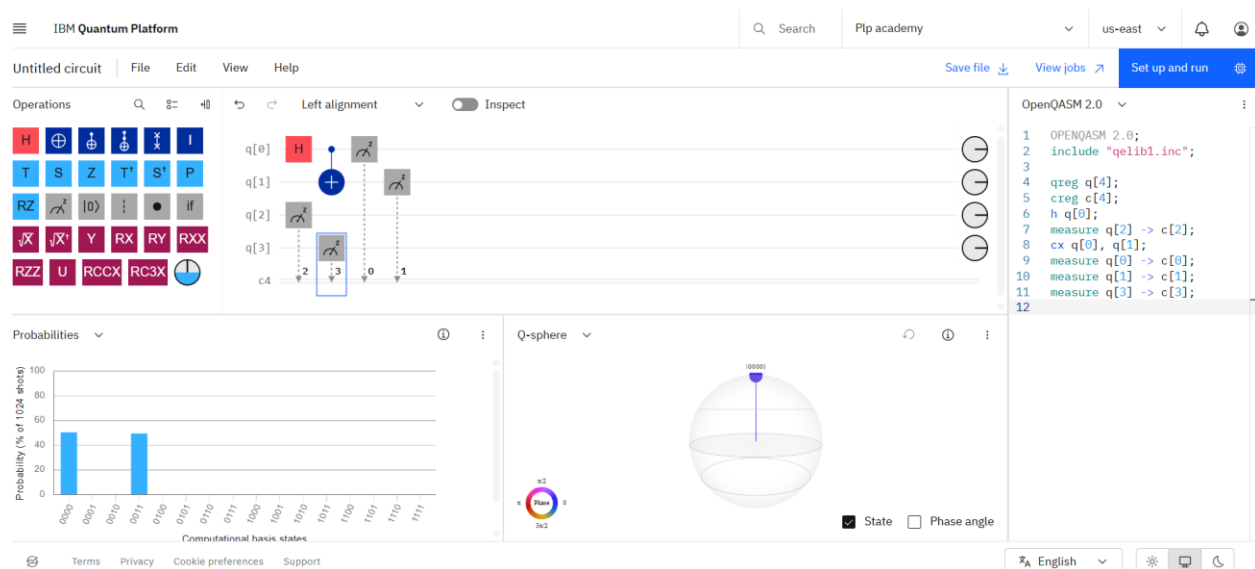 IBM Quantum Platform
Search
Plp academy
us-east
Untitled circuit
File Edit View Help
Save file
View jobs
Set up and run
Operations
Left alignment
Inspect
OpenQASM 2.0
H I
T S Z T† S† P
RZ z |0⟩ if
√X √X† Y RX RY RXX
RZZ U RCCX RC3X
q[0] H z
q[1] z
q[2] z
q[3] z
c4 2 3 0 1
1 OPENQASM 2.0;
2 include "qelib1.inc";
3
4 qreg q[4];
5 creg c[4];
6 h q[0];
7 measure q[2] -> c[2];
8 cx q[0], q[1];
9 measure q[0] -> c[0];
10 measure q[1] -> c[1];
11 measure q[3] -> c[3];
12
Probabilities
Probability (% of 1024 shots)
100
80
60
40
20
0
0000 0001 0010 0011 0100 0101 0110 0111 1000 1001 1010 1011 1100 1101 1110 1111
Computational basis states
Q-sphere
|0000⟩
π/2
π Phase 0
3π/2
State
Phase angle
Terms Privacy Cookie preferences Support
English